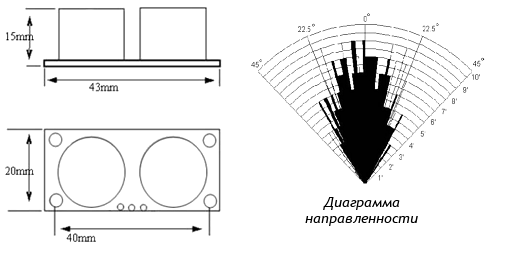 15mm
43mm
20mm
40mm
0°
22.5°
22.5°
45°
45°
10'
9'
8'
7'
6'
5'
4'
3'
2'
1'
Диаграмма
направленности